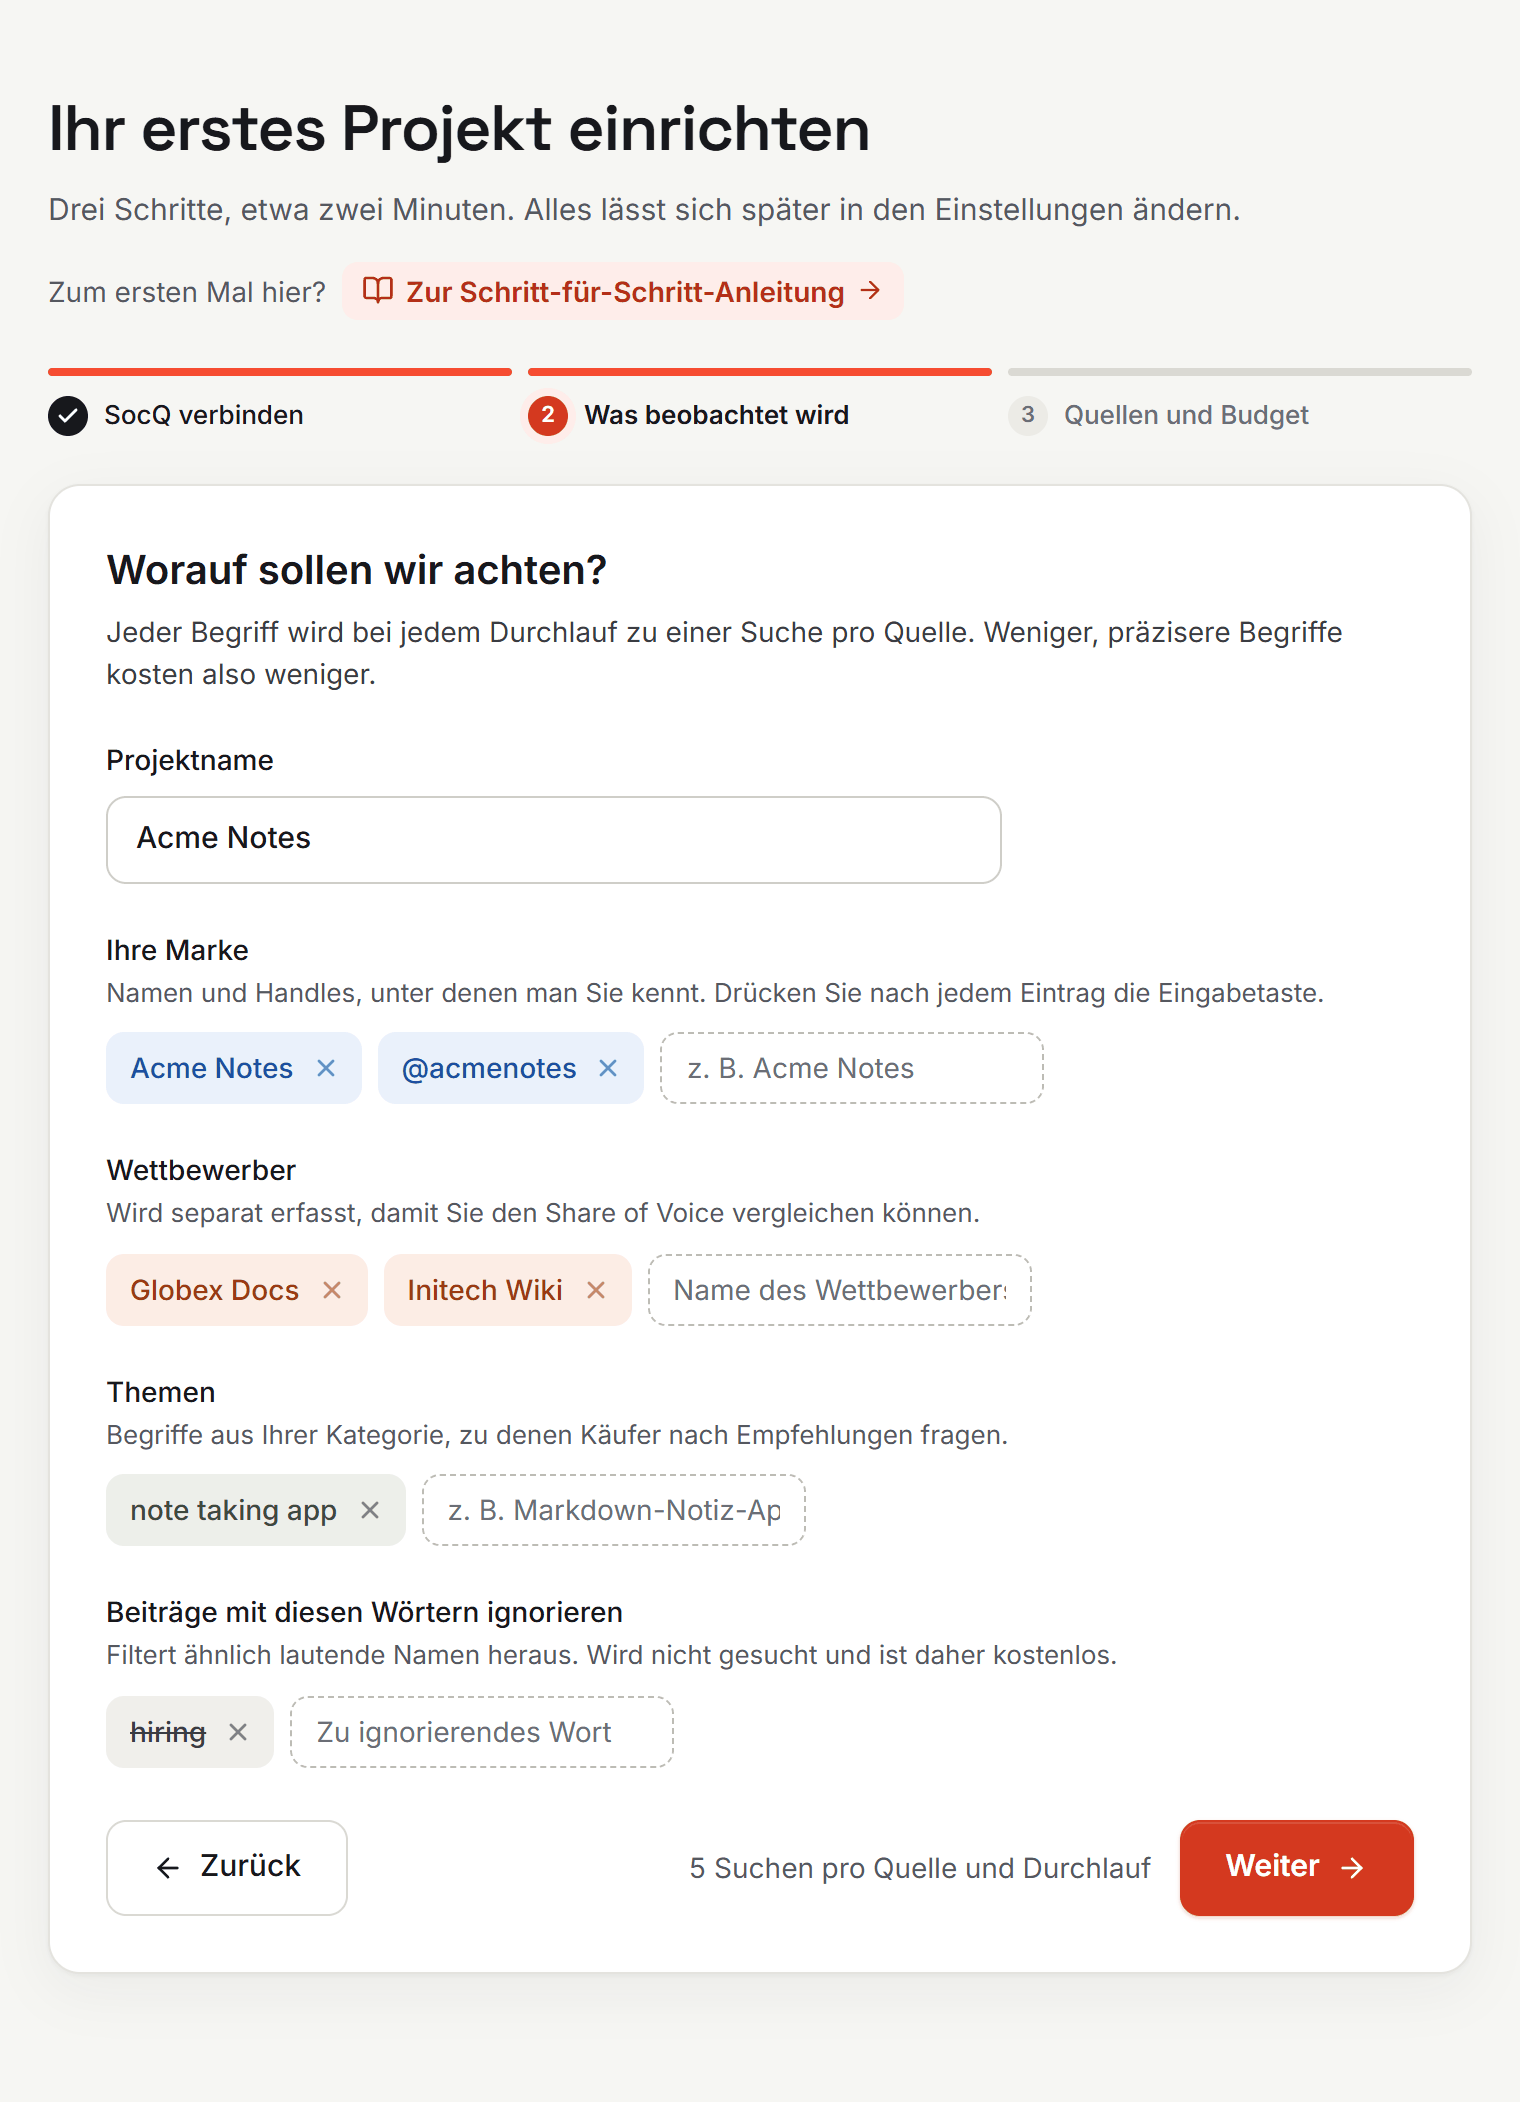 Ihr erstes Projekt einrichten
Drei Schritte, etwa zwei Minuten. Alles lässt sich später in den Einstellungen ändern.
Zum ersten Mal hier? Zur Schritt-für-Schritt-Anleitung →
SocQ verbinden
2 Was beobachtet wird
3 Quellen und Budget
Worauf sollen wir achten?
Jeder Begriff wird bei jedem Durchlauf zu einer Suche pro Quelle. Weniger, präzisere Begriffe
kosten also weniger.
Projektname
Acme Notes
Ihre Marke
Namen und Handles, unter denen man Sie kennt. Drücken Sie nach jedem Eintrag die Eingabetaste.
Acme Notes × @acmenotes × z. B. Acme Notes
Wettbewerber
Wird separat erfasst, damit Sie den Share of Voice vergleichen können.
Globex Docs × Initech Wiki × Name des Wettbewerbers
Themen
Begriffe aus Ihrer Kategorie, zu denen Käufer nach Empfehlungen fragen.
note taking app × z. B. Markdown-Notiz-Ap
Beiträge mit diesen Wörtern ignorieren
Filtert ähnlich lautende Namen heraus. Wird nicht gesucht und ist daher kostenlos.
hiring × Zu ignorierendes Wort
← Zurück
5 Suchen pro Quelle und Durchlauf
Weiter →